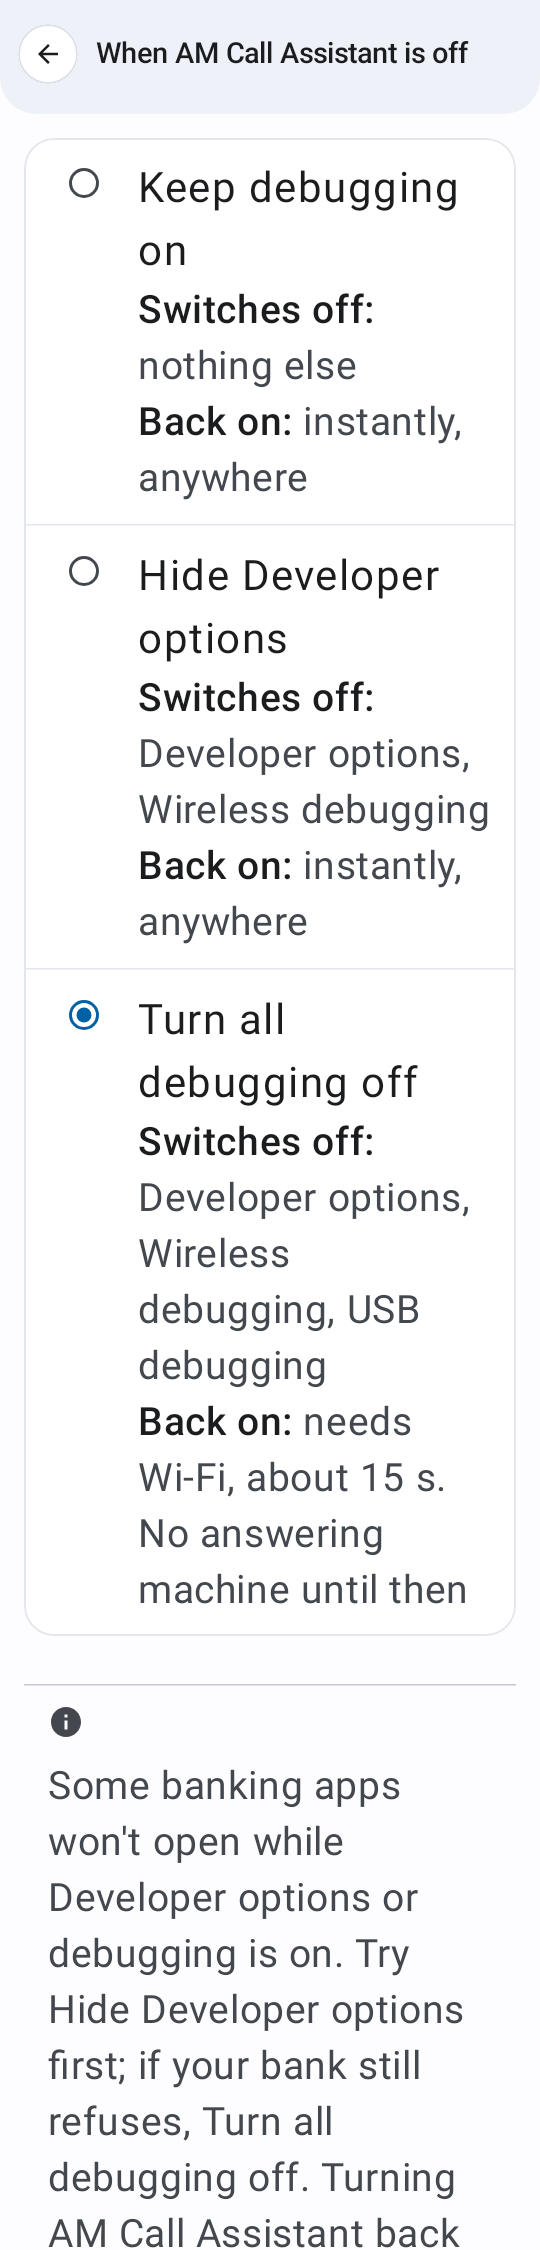 When AM Call Assistant is off
Keep debugging
on
Switches off:
nothing else
Back on: instantly,
anywhere
Hide Developer
options
Switches off:
Developer options,
Wireless debugging
Back on: instantly,
anywhere
Turn all
debugging off
Switches off:
Developer options,
Wireless
debugging, USB
debugging
Back on: needs
Wi-Fi, about 15 s.
No answering
machine until then
Some banking apps
won't open while
Developer options or
debugging is on. Try
Hide Developer options
first; if your bank still
refuses, Turn all
debugging off. Turning
AM Call Assistant back